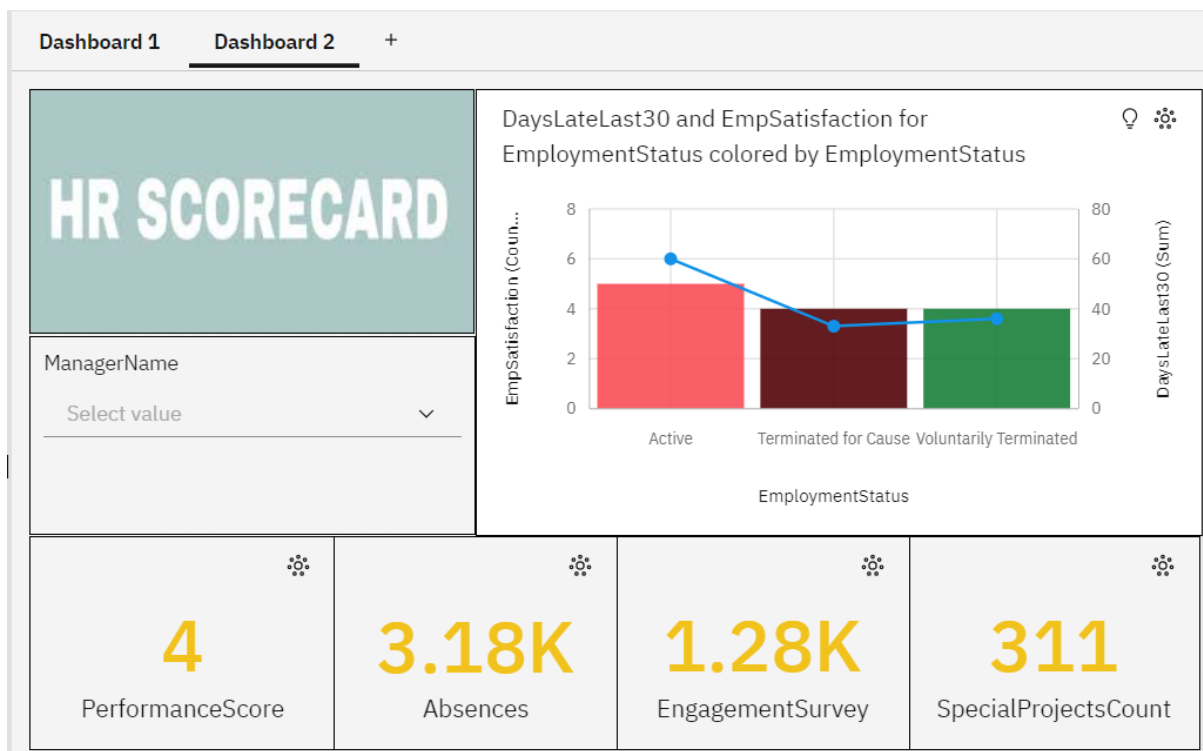 Dashboard 1
Dashboard 2
+
HR SCORECARD
DaysLateLast30 and EmpSatisfaction for
EmploymentStatus colored by EmploymentStatus
EmpSatisfaction (Coun...
8
6
4
2
0
80
60
40
20
0
DaysLateLast30 (Sum)
Active
Terminated for Cause
Voluntarily Terminated
EmploymentStatus
ManagerName
Select value
4
PerformanceScore
3.18K
Absences
1.28K
EngagementSurvey
311
SpecialProjectsCount